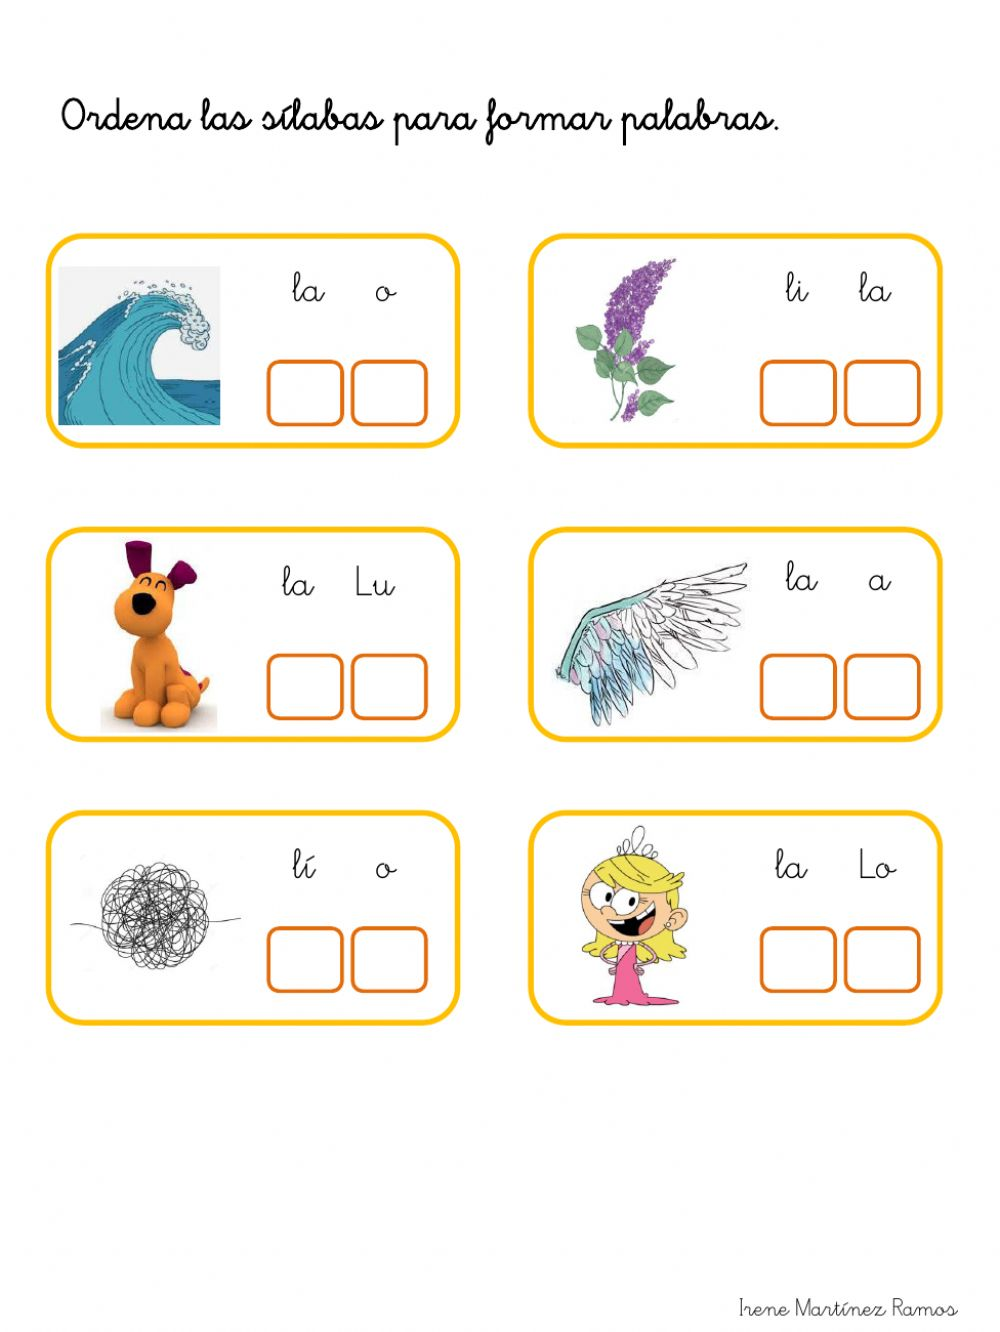 Ordena las sílabas para formar palabras.
la o
li la
la Lu
la a
lí o
la Lo
Irene Martínez Ramos